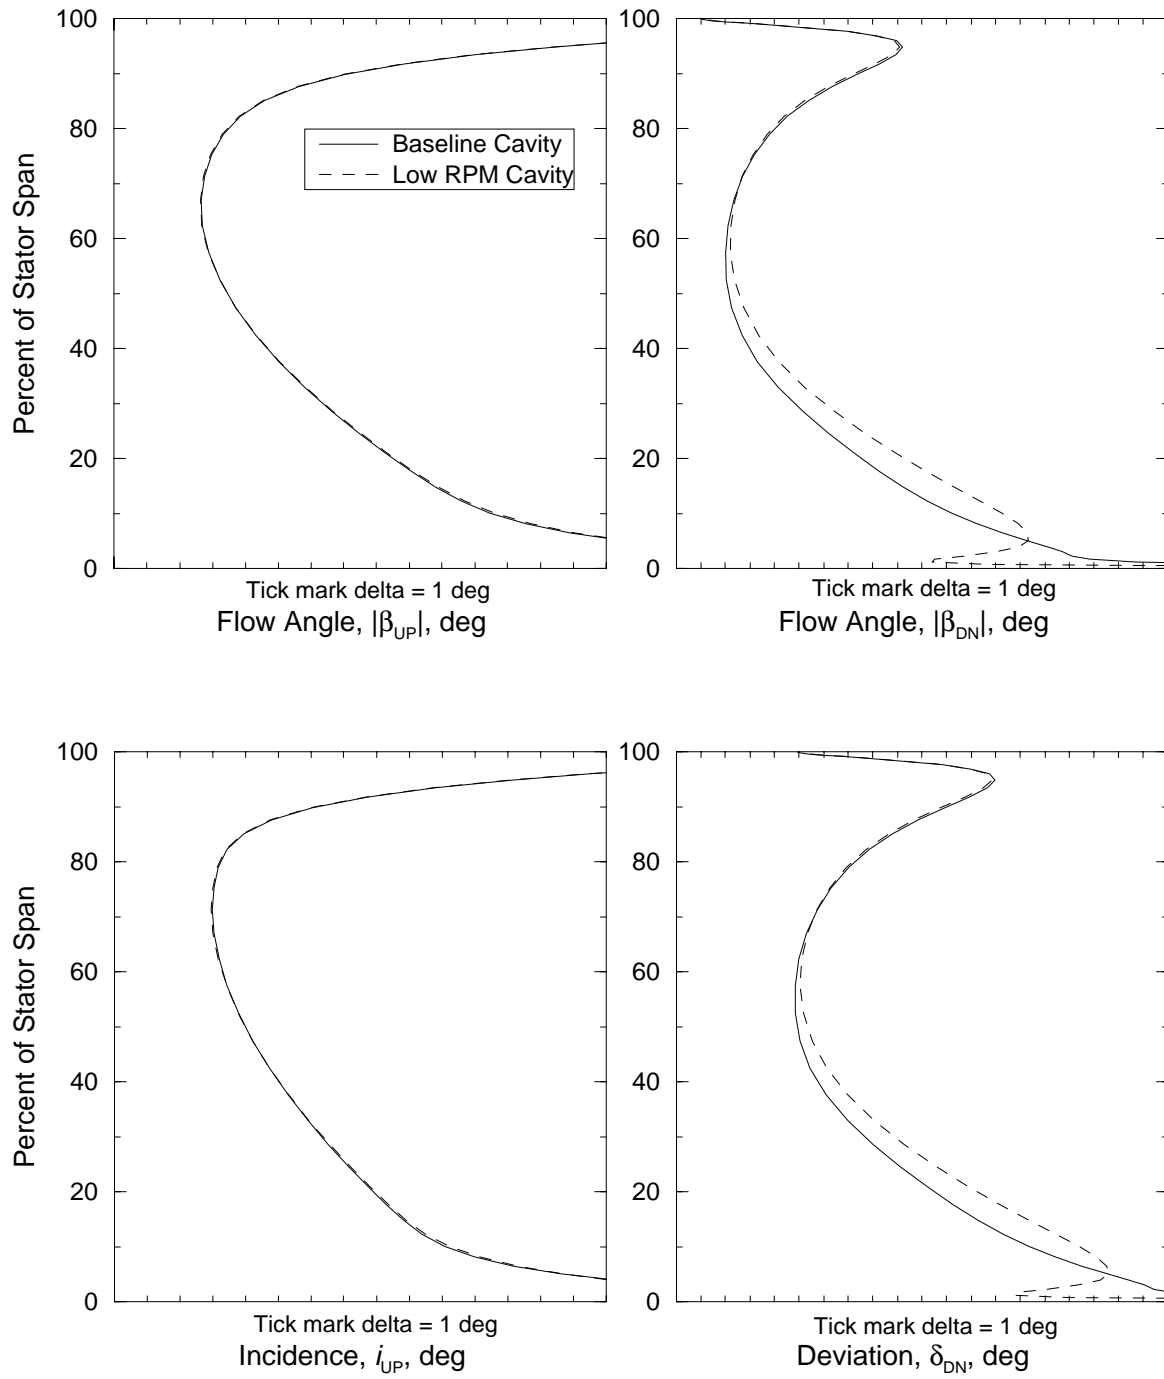 100
80
60
40
20
0
Percent of Stator Span
Baseline Cavity
Low RPM Cavity
Tick mark delta = 1 deg
Flow Angle, |β_UP|, deg
100
80
60
40
20
0
Tick mark delta = 1 deg
Flow Angle, |β_DN|, deg
100
80
60
40
20
0
Percent of Stator Span
Tick mark delta = 1 deg
Incidence, i_UP, deg
100
80
60
40
20
0
Tick mark delta = 1 deg
Deviation, δ_DN, deg